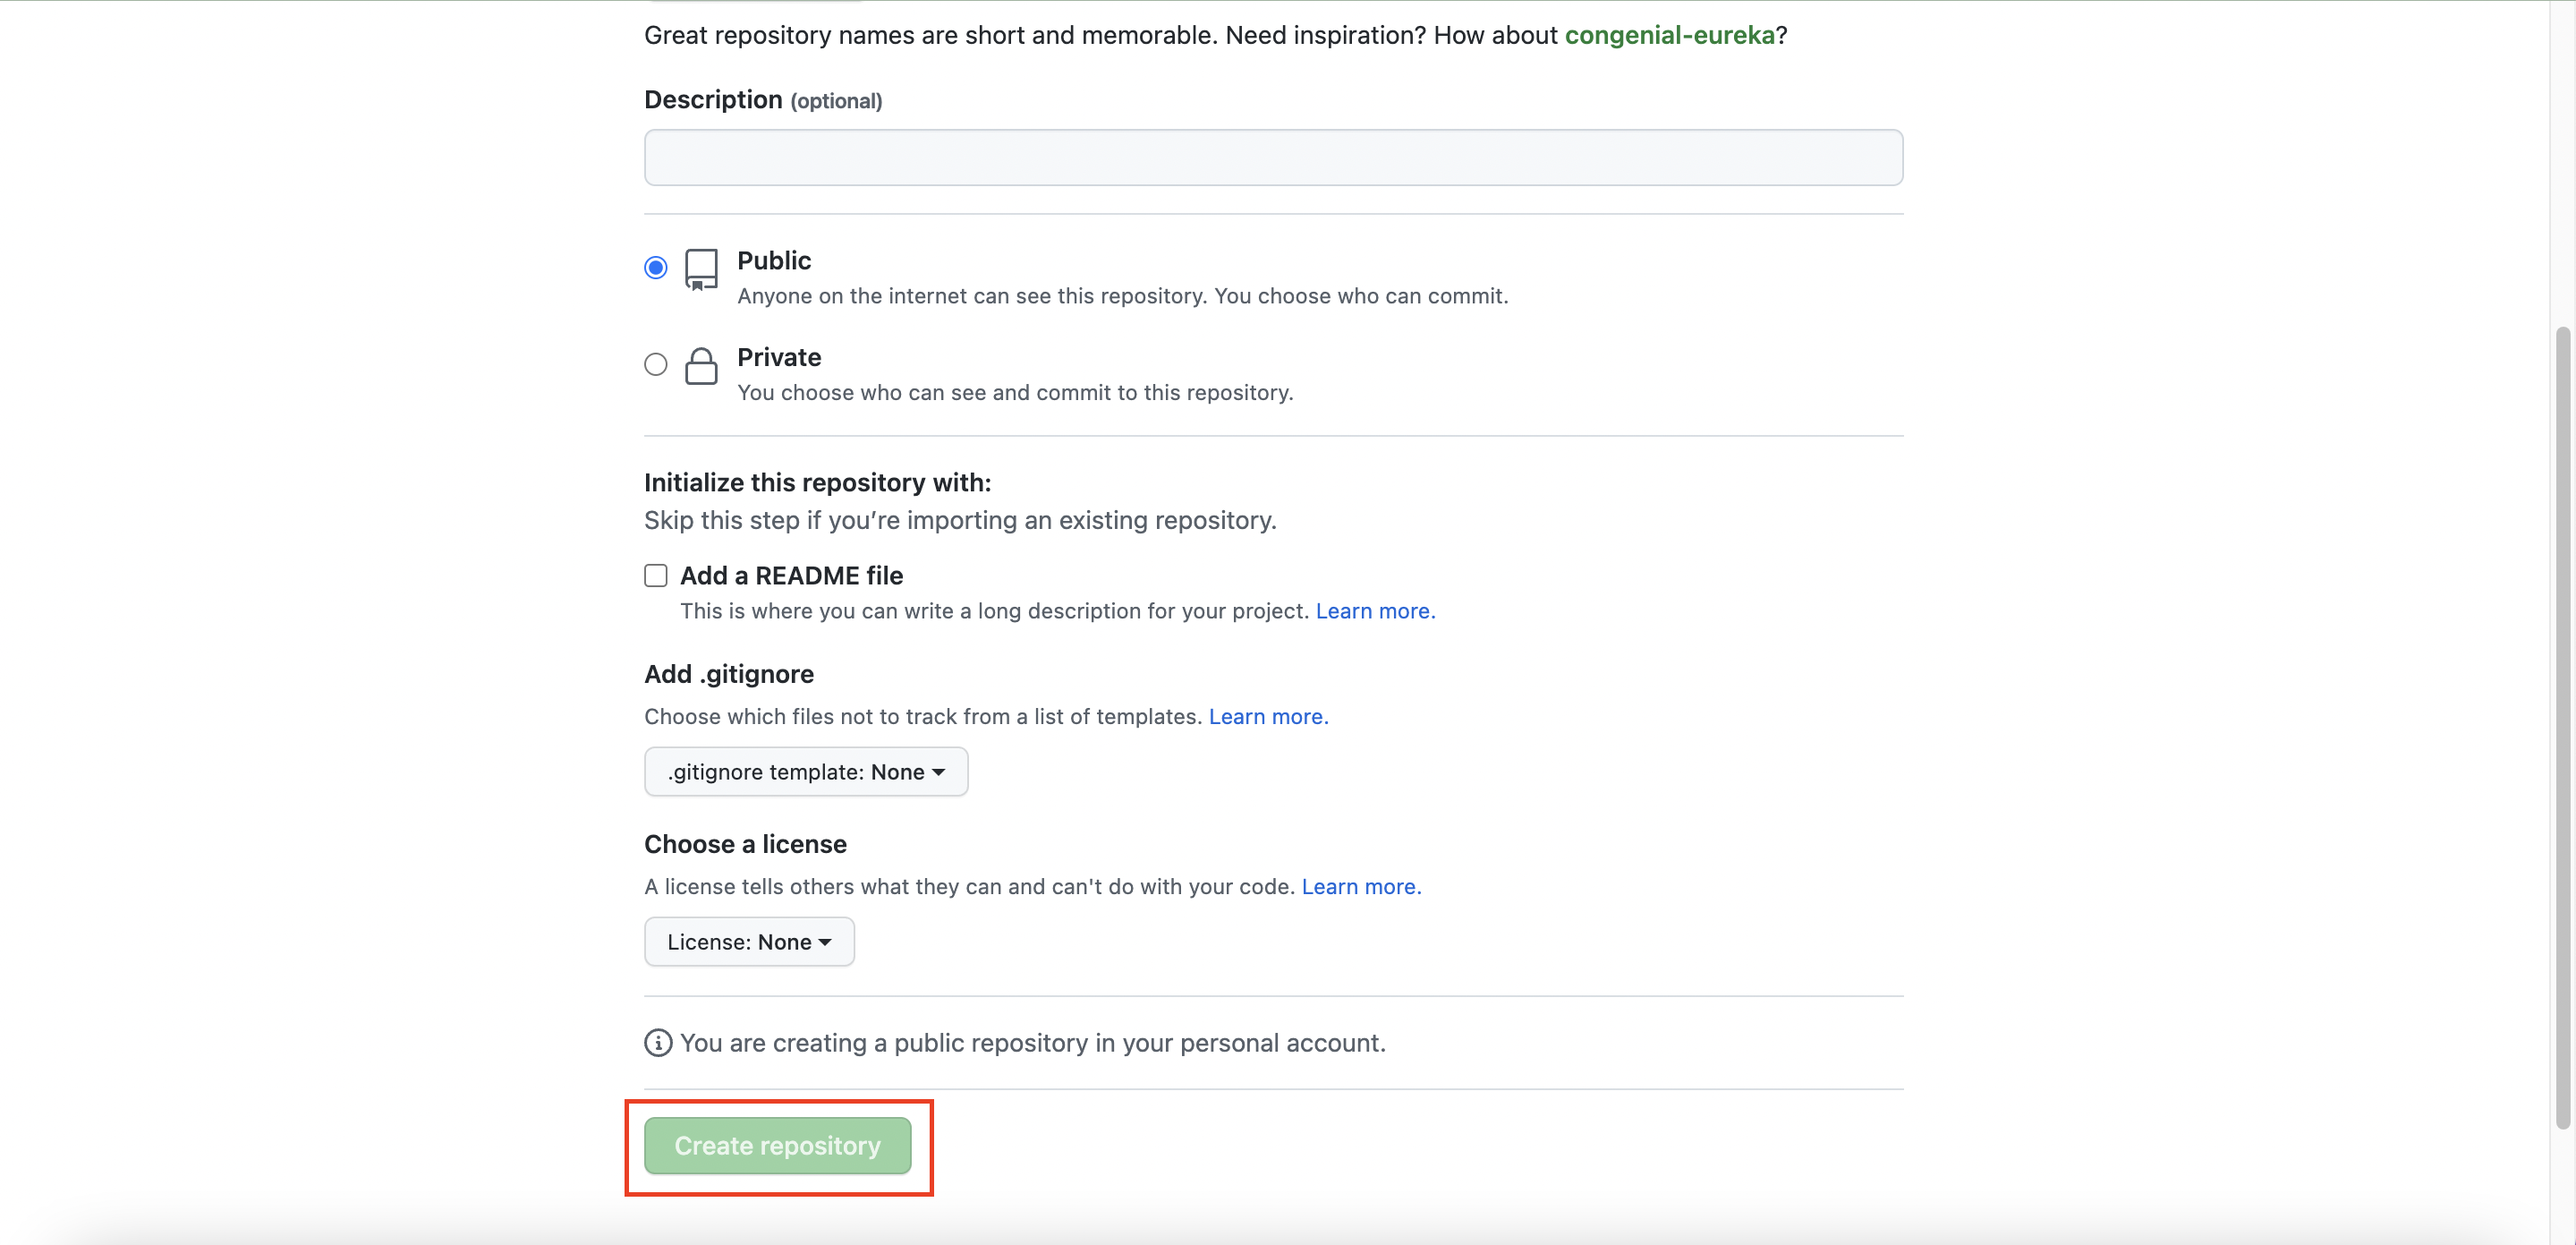 Great repository names are short and memorable. Need inspiration? How about congenial-eureka?
Description (optional)
Public
Anyone on the internet can see this repository. You choose who can commit.
Private
You choose who can see and commit to this repository.
Initialize this repository with:
Skip this step if you’re importing an existing repository.
Add a README file
This is where you can write a long description for your project. Learn more.
Add .gitignore
Choose which files not to track from a list of templates. Learn more.
.gitignore template: None
Choose a license
A license tells others what they can and can't do with your code. Learn more.
License: None
You are creating a public repository in your personal account.
Create repository